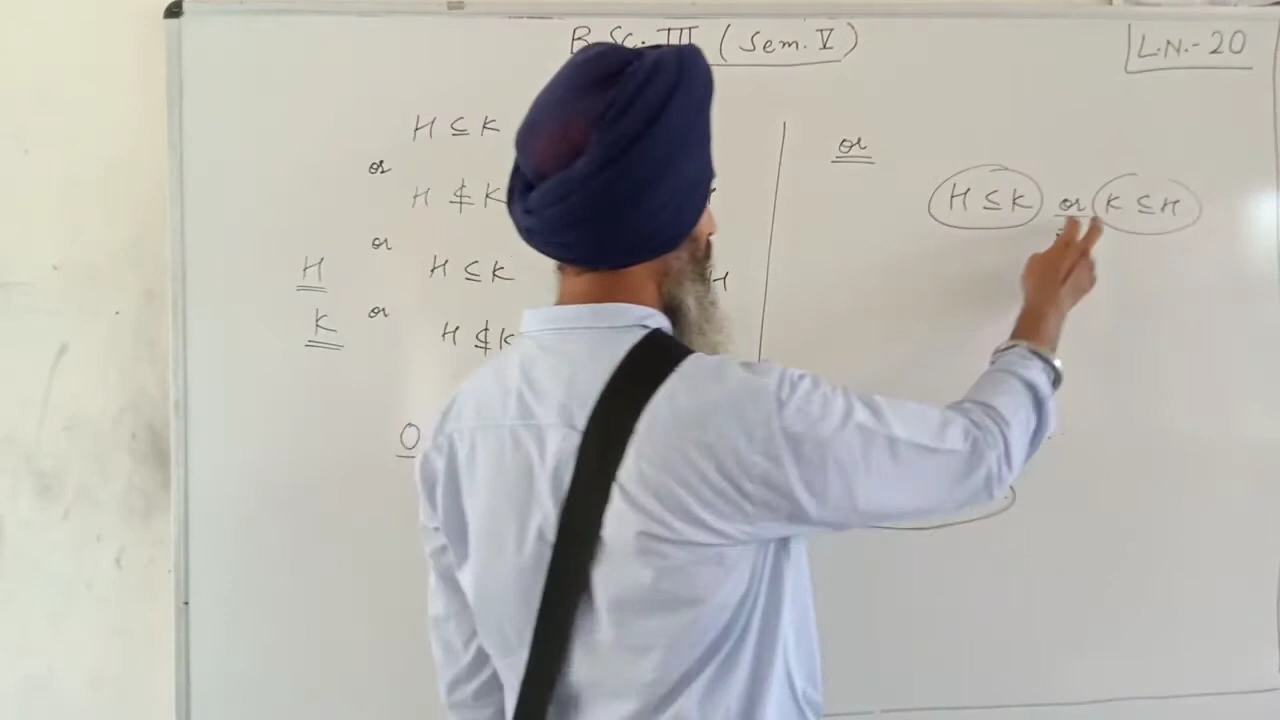 B.Sc. III (Sem. V)
L.N.- 20
H ⊆ K
or
H ⊈ K
or
H ⊆ K
H
K
or
H ⊈ K
H
O
or
H ⊆ K or K ⊆ H